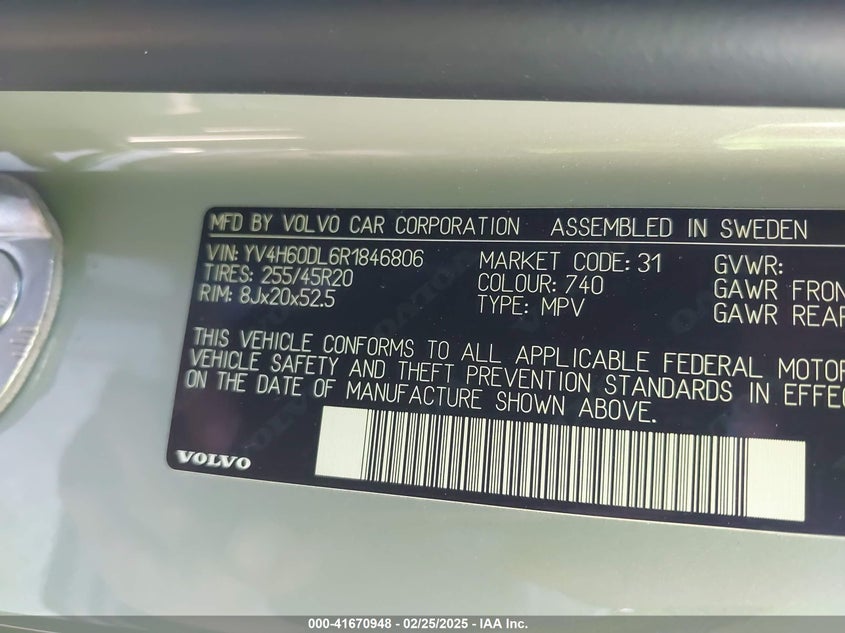 MFD BY VOLVO CAR CORPORATION ASSEMBLED IN SWEDEN
VIN: YV4H60DL6R1846806 MARKET CODE: 31 GVWR:
TIRES: 255/45R20 COLOUR: 740 GAWR FRON
RIM: 8Jx20x52.5 TYPE: MPV GAWR REAR
THIS VEHICLE CONFORMS TO ALL APPLICABLE FEDERAL MOTOR
VEHICLE SAFETY AND THEFT PREVENTION STANDARDS IN EFFEC
ON THE DATE OF MANUFACTURE SHOWN ABOVE.
VOLVO
000-41670948 - 02/25/2025 - IAA Inc.